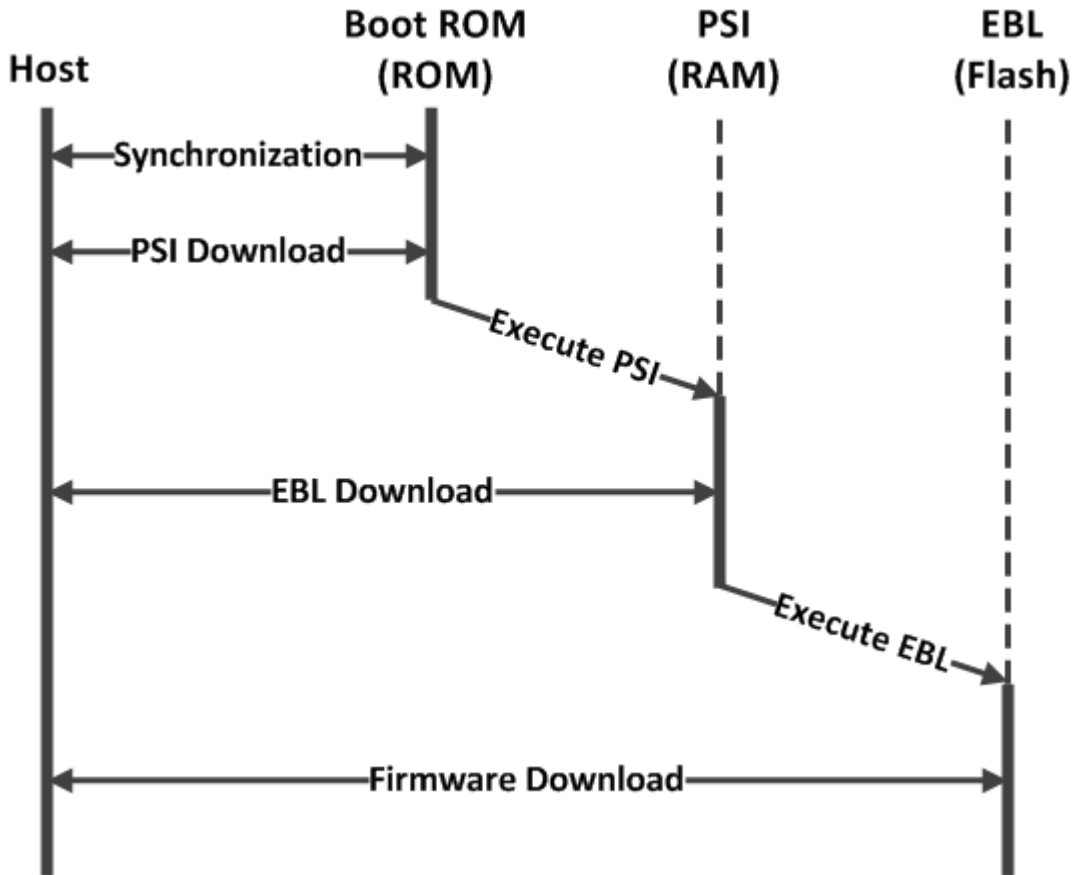 Host
Boot ROM
(ROM)
PSI
(RAM)
EBL
(Flash)
Synchronization
PSI Download
Execute PSI
EBL Download
Execute EBL
Firmware Download